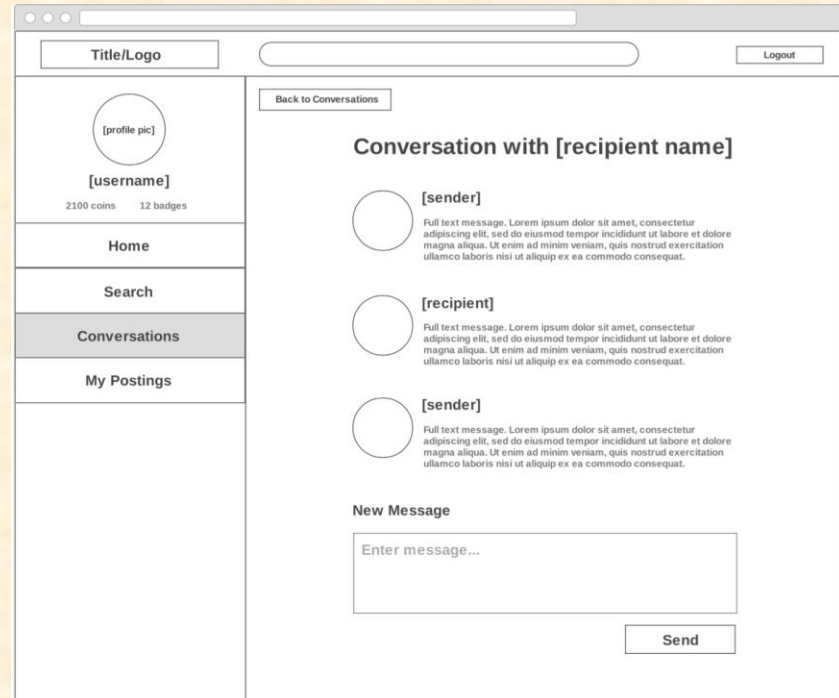 Title/Logo
Logout
[profile pic]
[username]
2100 coins 12 badges
Home
Search
Conversations
My Postings
Back to Conversations
Conversation with [recipient name]
[sender]
Full text message. Lorem ipsum dolor sit amet, consectetur
adipiscing elit, sed do eiusmod tempor incididunt ut labore et dolore
magna aliqua. Ut enim ad minim veniam, quis nostrud exercitation
ullamco laboris nisi ut aliquip ex ea commodo consequat.
[recipient]
Full text message. Lorem ipsum dolor sit amet, consectetur
adipiscing elit, sed do eiusmod tempor incididunt ut labore et dolore
magna aliqua. Ut enim ad minim veniam, quis nostrud exercitation
ullamco laboris nisi ut aliquip ex ea commodo consequat.
[sender]
Full text message. Lorem ipsum dolor sit amet, consectetur
adipiscing elit, sed do eiusmod tempor incididunt ut labore et dolore
magna aliqua. Ut enim ad minim veniam, quis nostrud exercitation
ullamco laboris nisi ut aliquip ex ea commodo consequat.
New Message
Enter message...
Send